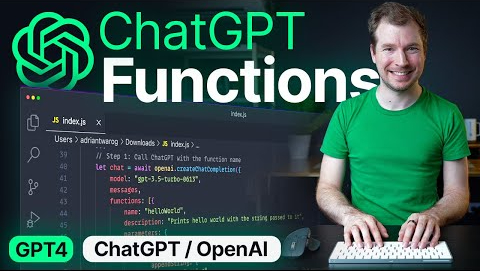 ChatGPT
Functions
index.js
JS index.js ×
Users > adriantwarog > Downloads > JS index.js > ...
39 // Step 1: Call ChatGPT with the function name
40 let chat = await openai.createChatCompletion({
model: "gpt-3.5-turbo-0613",
messages,
functions: [{
name: "helloWorld",
description: "Prints hello world with the string passed to it",
parameters: {
GPT4
ChatGPT / OpenAI